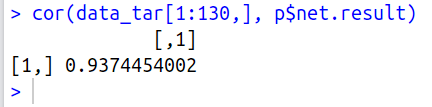 > cor(data_tar[1:130,], p$net.result)
[,1]
[1,] 0.9374454002
>